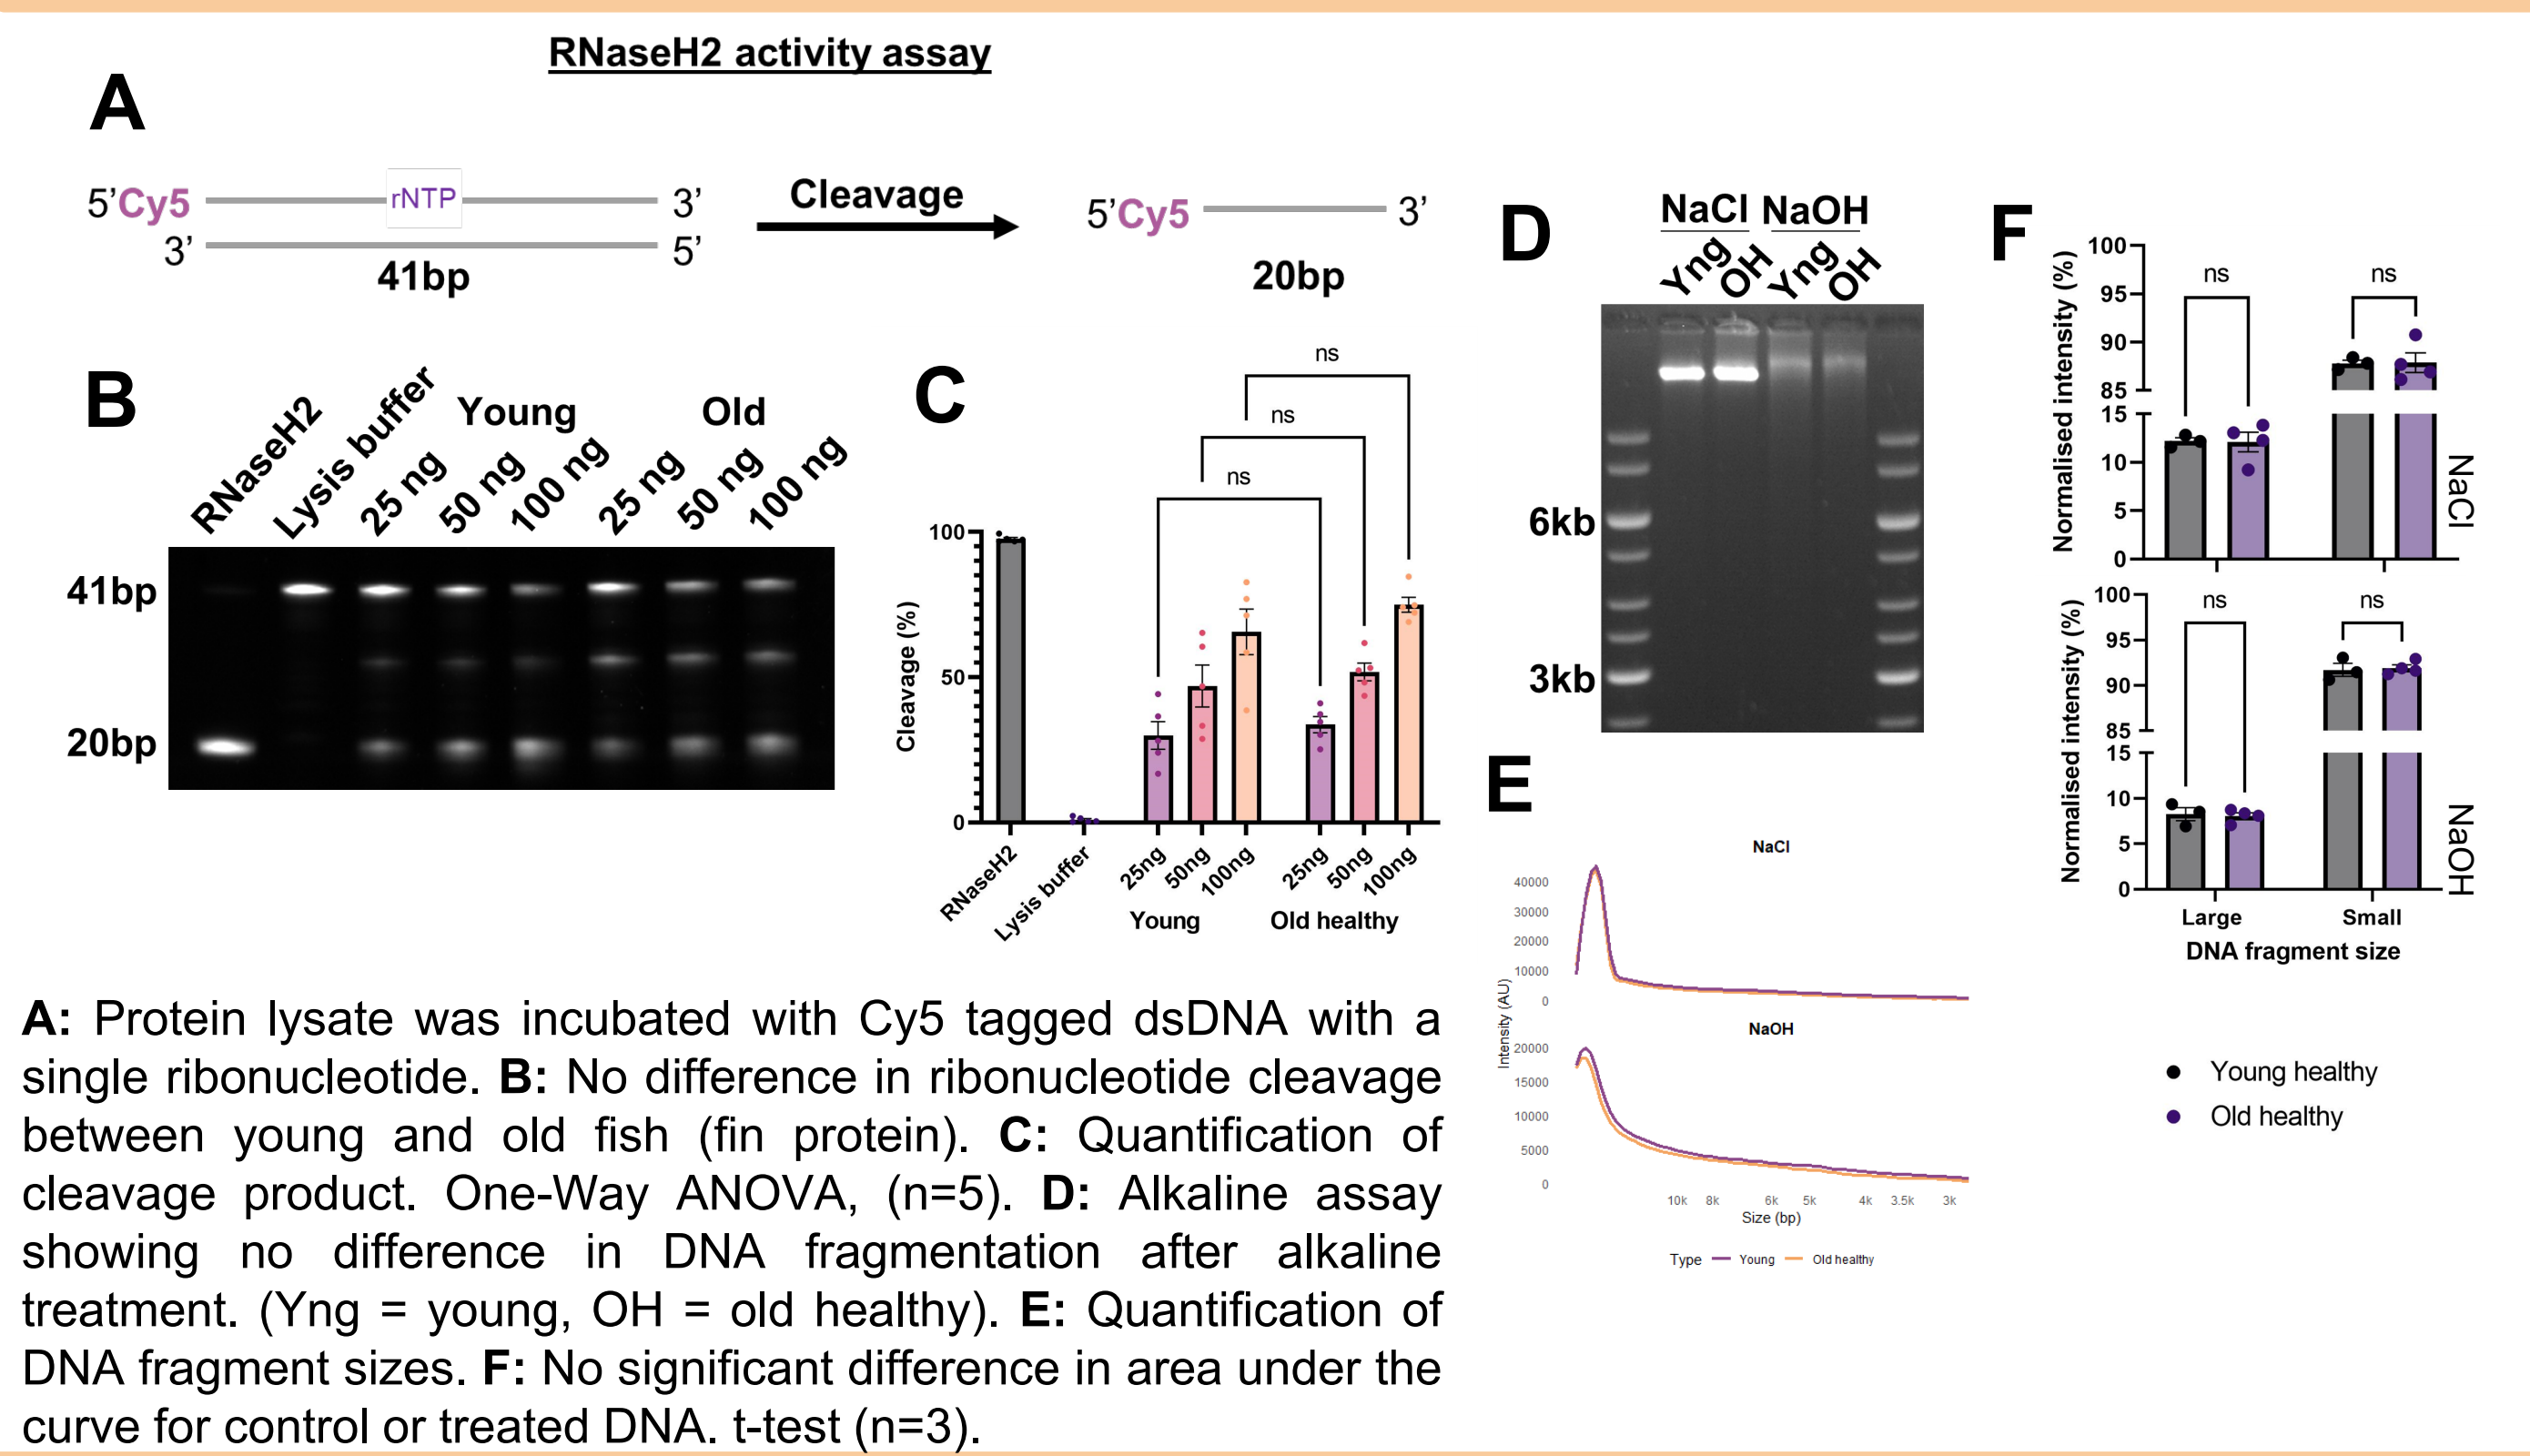 RNaseH2 activity assay
A
5’Cy5
rNTP
3’
3’
5’
41bp
Cleavage
5’Cy5
3’
20bp
B
RNaseH2
Lysis buffer
Young
25 ng
50 ng
100 ng
Old
25 ng
50 ng
100 ng
41bp
20bp
C
ns
ns
ns
Cleavage (%)
100
50
0
RNaseH2
Lysis buffer
25ng
50ng
100ng
25ng
50ng
100ng
Young
Old healthy
D
NaCl NaOH
Yng
OH
Yng
OH
6kb
3kb
E
NaCl
40000
30000
20000
10000
0
NaOH
20000
15000
10000
5000
0
Intensity (AU)
10k 8k 6k 5k 4k 3.5k 3k
Size (bp)
Type Young Old healthy
F
Normalised intensity (%)
100
95
90
85
15
10
5
0
ns
ns
NaCl
Normalised intensity (%)
100
95
90
85
15
10
5
0
ns
ns
NaOH
Large Small
DNA fragment size
Young healthy
Old healthy
A: Protein lysate was incubated with Cy5 tagged dsDNA with a
single ribonucleotide. B: No difference in ribonucleotide cleavage
between young and old fish (fin protein). C: Quantification of
cleavage product. One-Way ANOVA, (n=5). D: Alkaline assay
showing no difference in DNA fragmentation after alkaline
treatment. (Yng = young, OH = old healthy). E: Quantification of
DNA fragment sizes. F: No significant difference in area under the
curve for control or treated DNA. t-test (n=3).